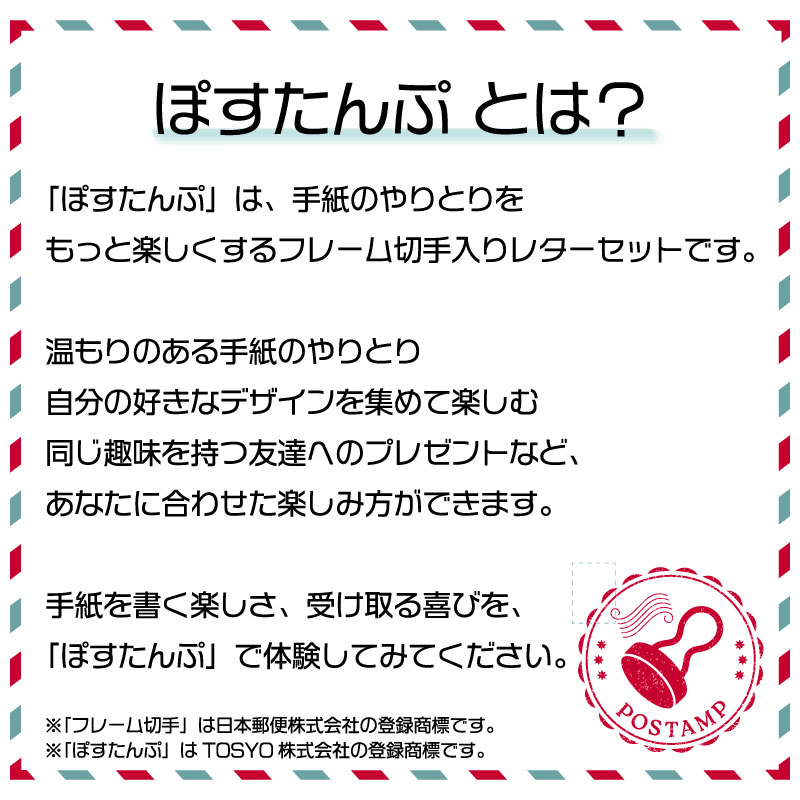 ぽすたんぷ とは？
「ぽすたんぷ」は、手紙のやりとりを
もっと楽しくするフレーム切手入りレターセットです。
温もりのある手紙のやりとり
自分の好きなデザインを集めて楽しむ
同じ趣味を持つ友達へのプレゼントなど、
あなたに合わせた楽しみ方ができます。
手紙を書く楽しさ、受け取る喜びを、
「ぽすたんぷ」で体験してみてください。
POSTAMP
※「フレーム切手」は日本郵便株式会社の登録商標です。
※「ぽすたんぷ」は TOSYO 株式会社の登録商標です。